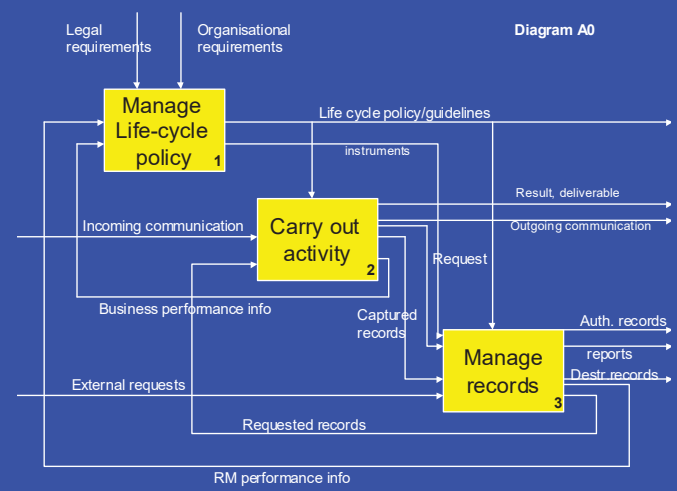 Legal
requirements
Organisational
requirements
Diagram A0
Manage
Life-cycle
policy
1
Life cycle policy/guidelines
instruments
Result, deliverable
Incoming communication
Carry out
activity
2
Outgoing communication
Request
Business performance info
Captured
records
Auth. records
Manage
records
3
reports
Destr.records
External requests
Requested records
RM performance info